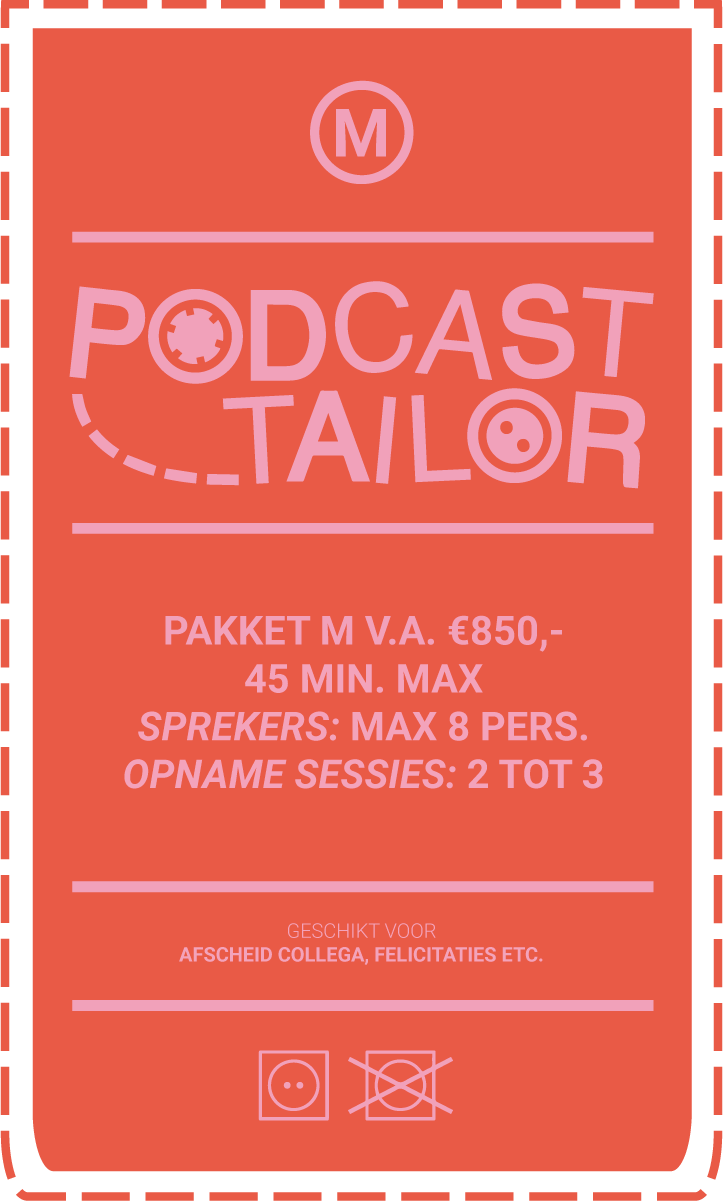 M
PODCAST
TAILOR
PAKKET M V.A. €850,-
45 MIN. MAX
SPREKERS: MAX 8 PERS.
OPNAME SESSIES: 2 TOT 3
GESCHIKT VOOR
AFSCHEID COLLEGA, FELICITATIES ETC.